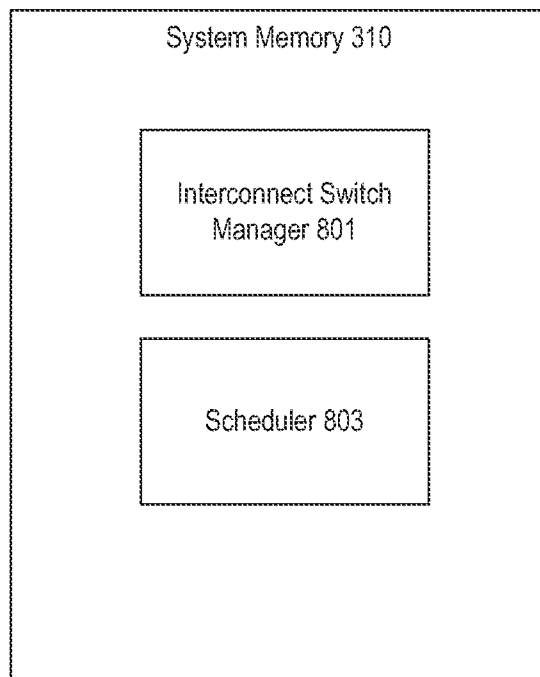 System Memory 310
Interconnect Switch
Manager 801
Scheduler 803